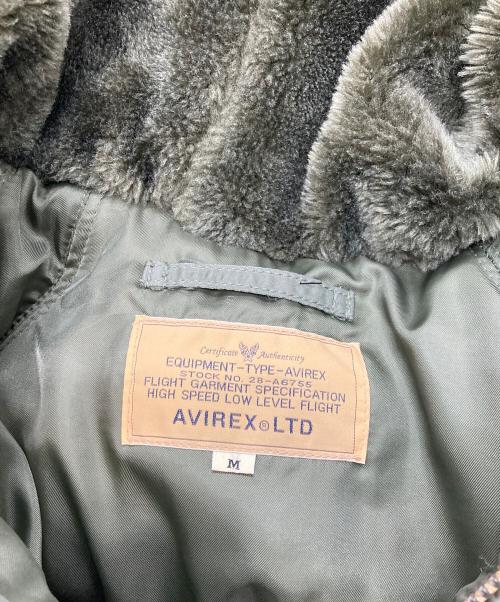 Certificate Authenticity
EQUIPMENT-TYPE-AVIREX
STOCK NO. 28-A6755
FLIGHT GARMENT SPECIFICATION
HIGH SPEED LOW LEVEL FLIGHT
AVIREX®LTD
M